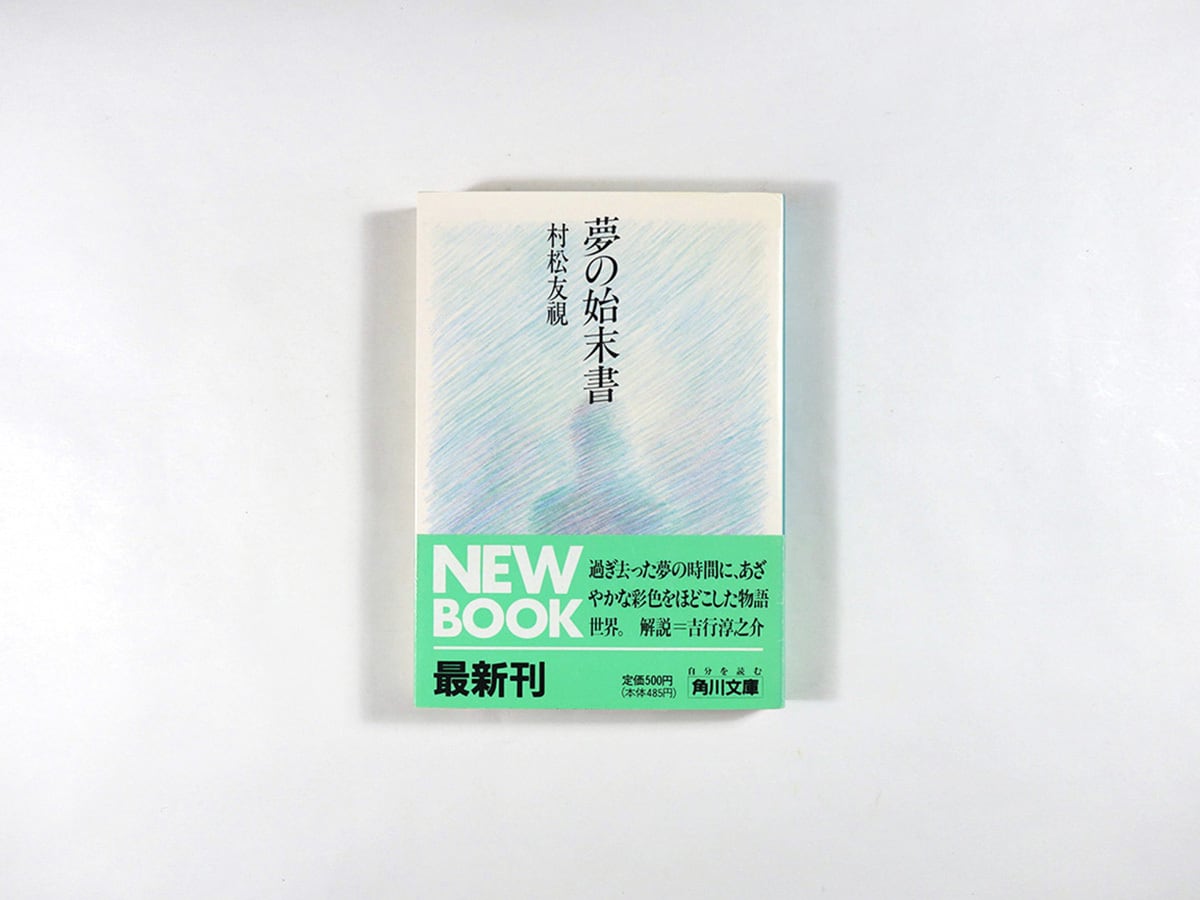 夢の始末書
村松友視
NEW
BOOK
過ぎ去った夢の時間に、あざ
やかな彩色をほどこした物語
世界。 解説＝吉行淳之介
最新刊
定価500円
(本体485円)
自分を読む
角川文庫